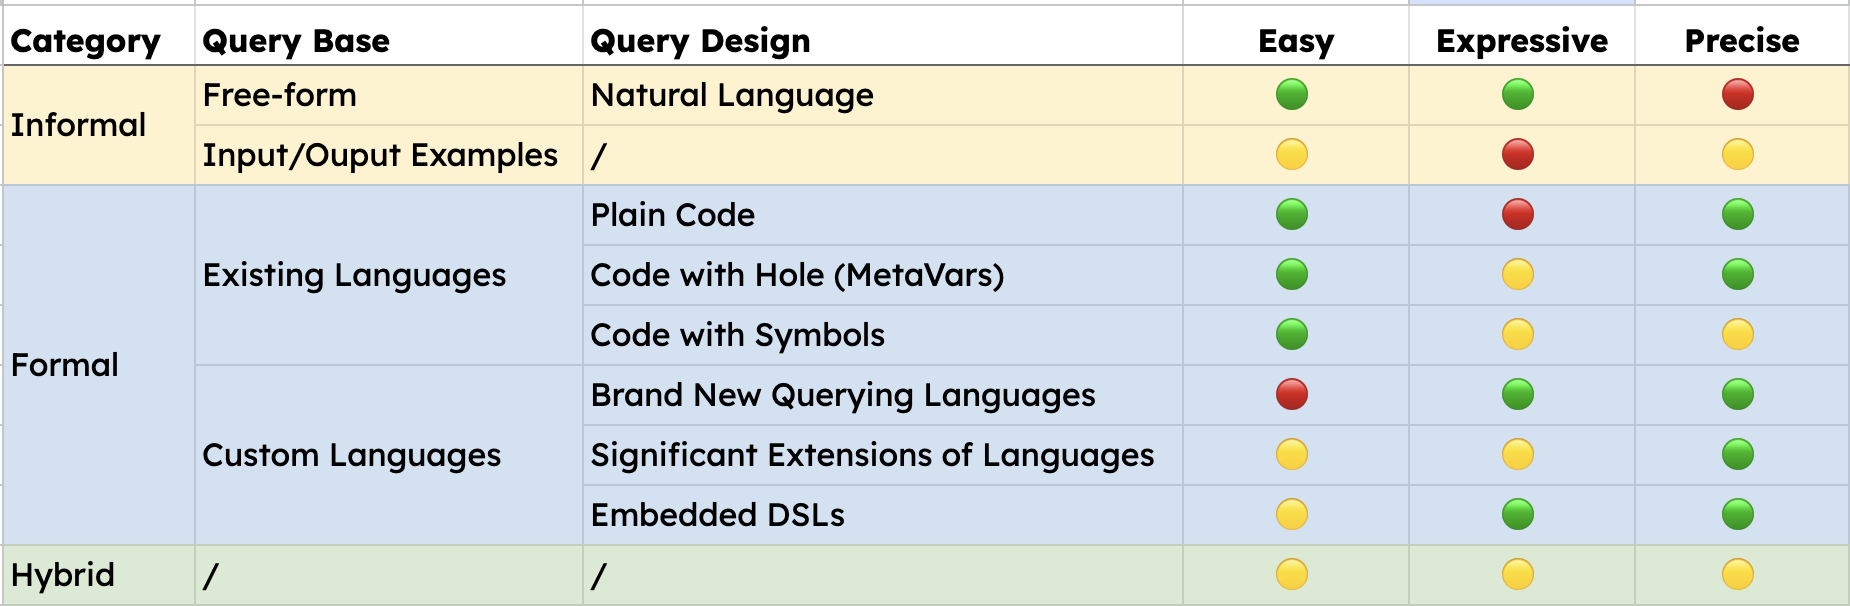 Category Query Base Query Design Easy Expressive Precise
Informal Free-form Natural Language
Input/Ouput Examples /
Formal Existing Languages Plain Code
Code with Hole (MetaVars)
Code with Symbols
Custom Languages Brand New Querying Languages
Significant Extensions of Languages
Embedded DSLs
Hybrid / /